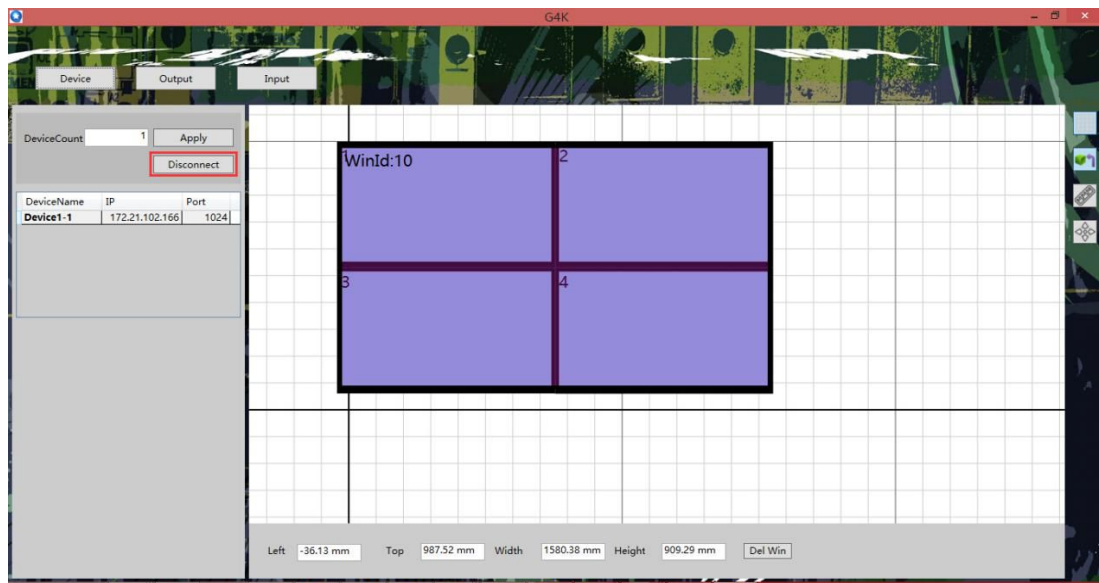 G4K
Device Output Input
DeviceCount 1 Apply
Disconnect
DeviceName IP Port
Device1-1 172.21.102.166 1024
1 2
WinId:10
3 4
Left -36.13 mm Top 987.52 mm Width 1580.38 mm Height 909.29 mm Del Win